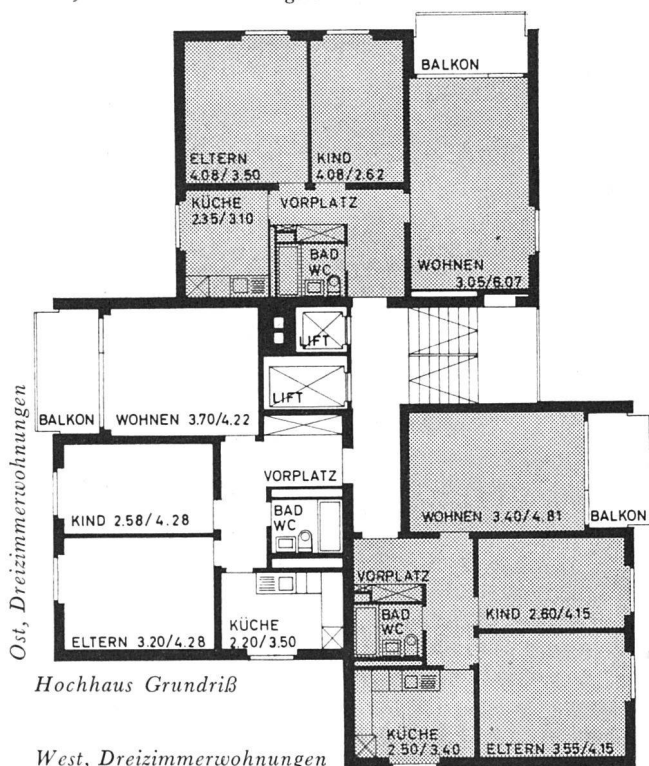 BALKON
ELTERN
4.08/3.50
KIND
4.08/2.62
KÜCHE
2.35/3.10
VORPLATZ
BAD
WC
WOHNEN
3.05/6.07
LIFT
LIFT
BALKON
WOHNEN 3.70/4.22
VORPLATZ
KIND 2.58/4.28
BAD
WC
ELTERN 3.20/4.28
KÜCHE
2.20/3.50
WOHNEN 3.40/4.81
BALKON
VORPLATZ
KIND 2.60/4.15
BAD
WC
KÜCHE
2.50/3.40
ELTERN 3.55/4.15
Ost, Dreizimmerwohnungen
Hochhaus Grundriß
West, Dreizimmerwohnungen